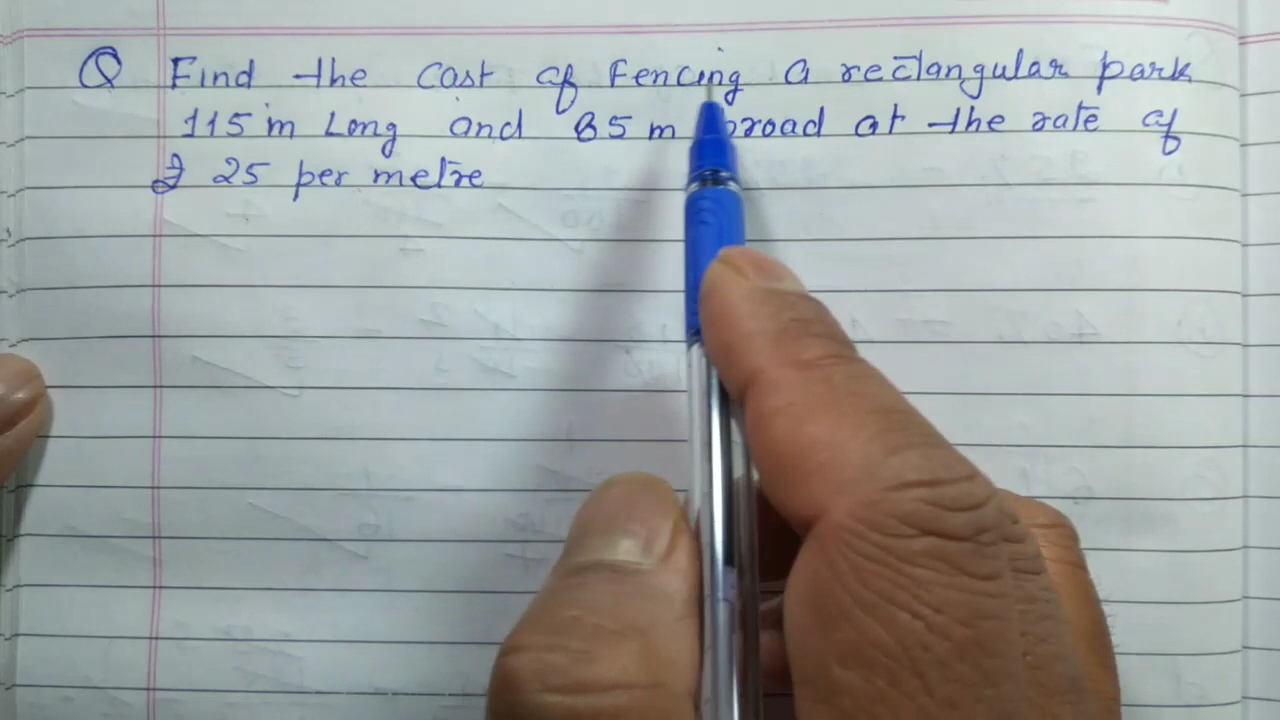 Q Find the cost of Fencing a rectangular park
115 m Long and 85 m broad at the rate of
₹ 25 per metre